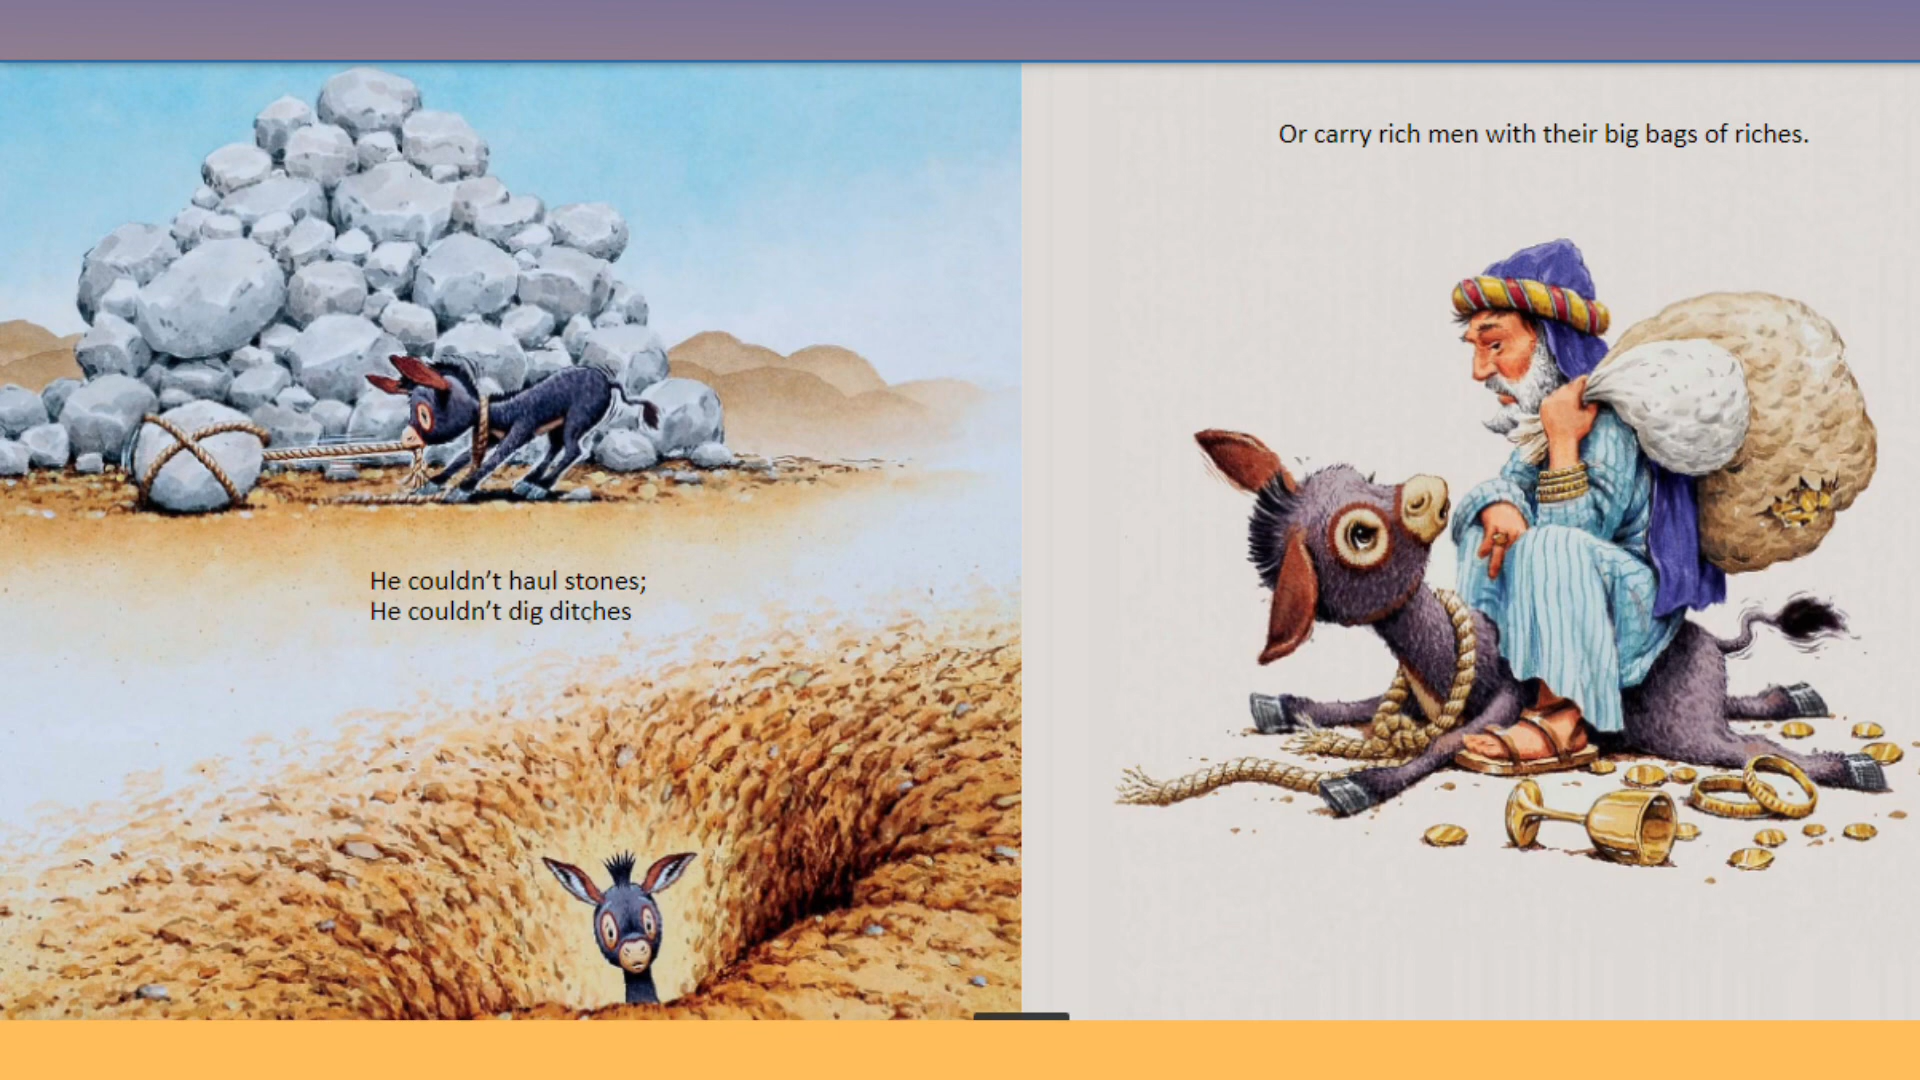 He couldn’t haul stones;
He couldn’t dig ditches
Or carry rich men with their big bags of riches.